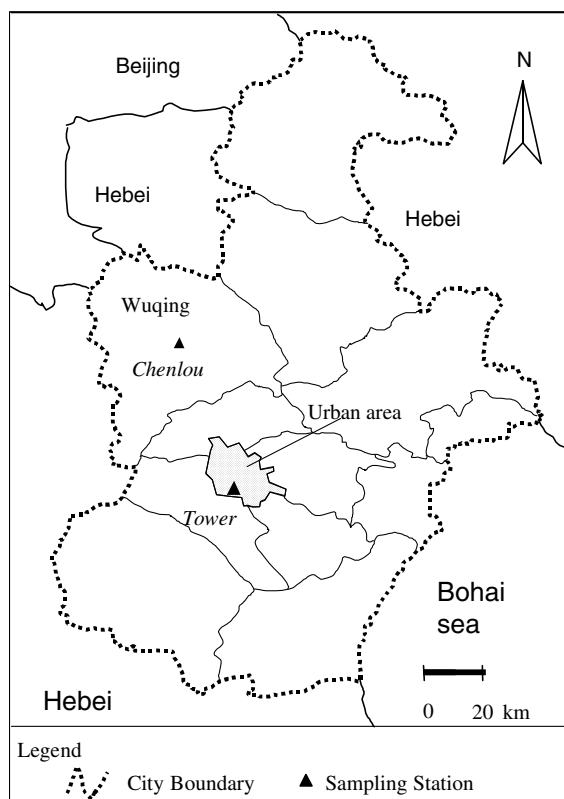 Beijing
N
Hebei
Hebei
Wuqing
Chenlou
Urban area
Tower
Bohai
sea
0 20 km
Hebei
Legend
City Boundary
Sampling Station